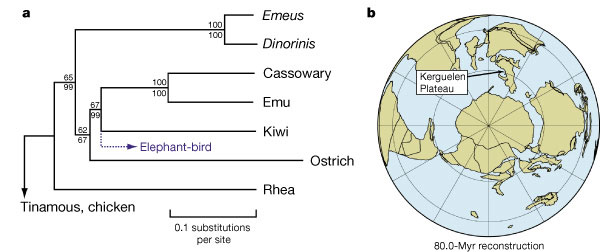 a
Emeus
100
100
Dinorinis
65
99
Cassowary
100
100
Emu
67
99
62
67
Kiwi
Elephant-bird
Ostrich
Rhea
Tinamous, chicken
0.1 substitutions
per site
b
Kerguelen
Plateau
80.0-Myr reconstruction